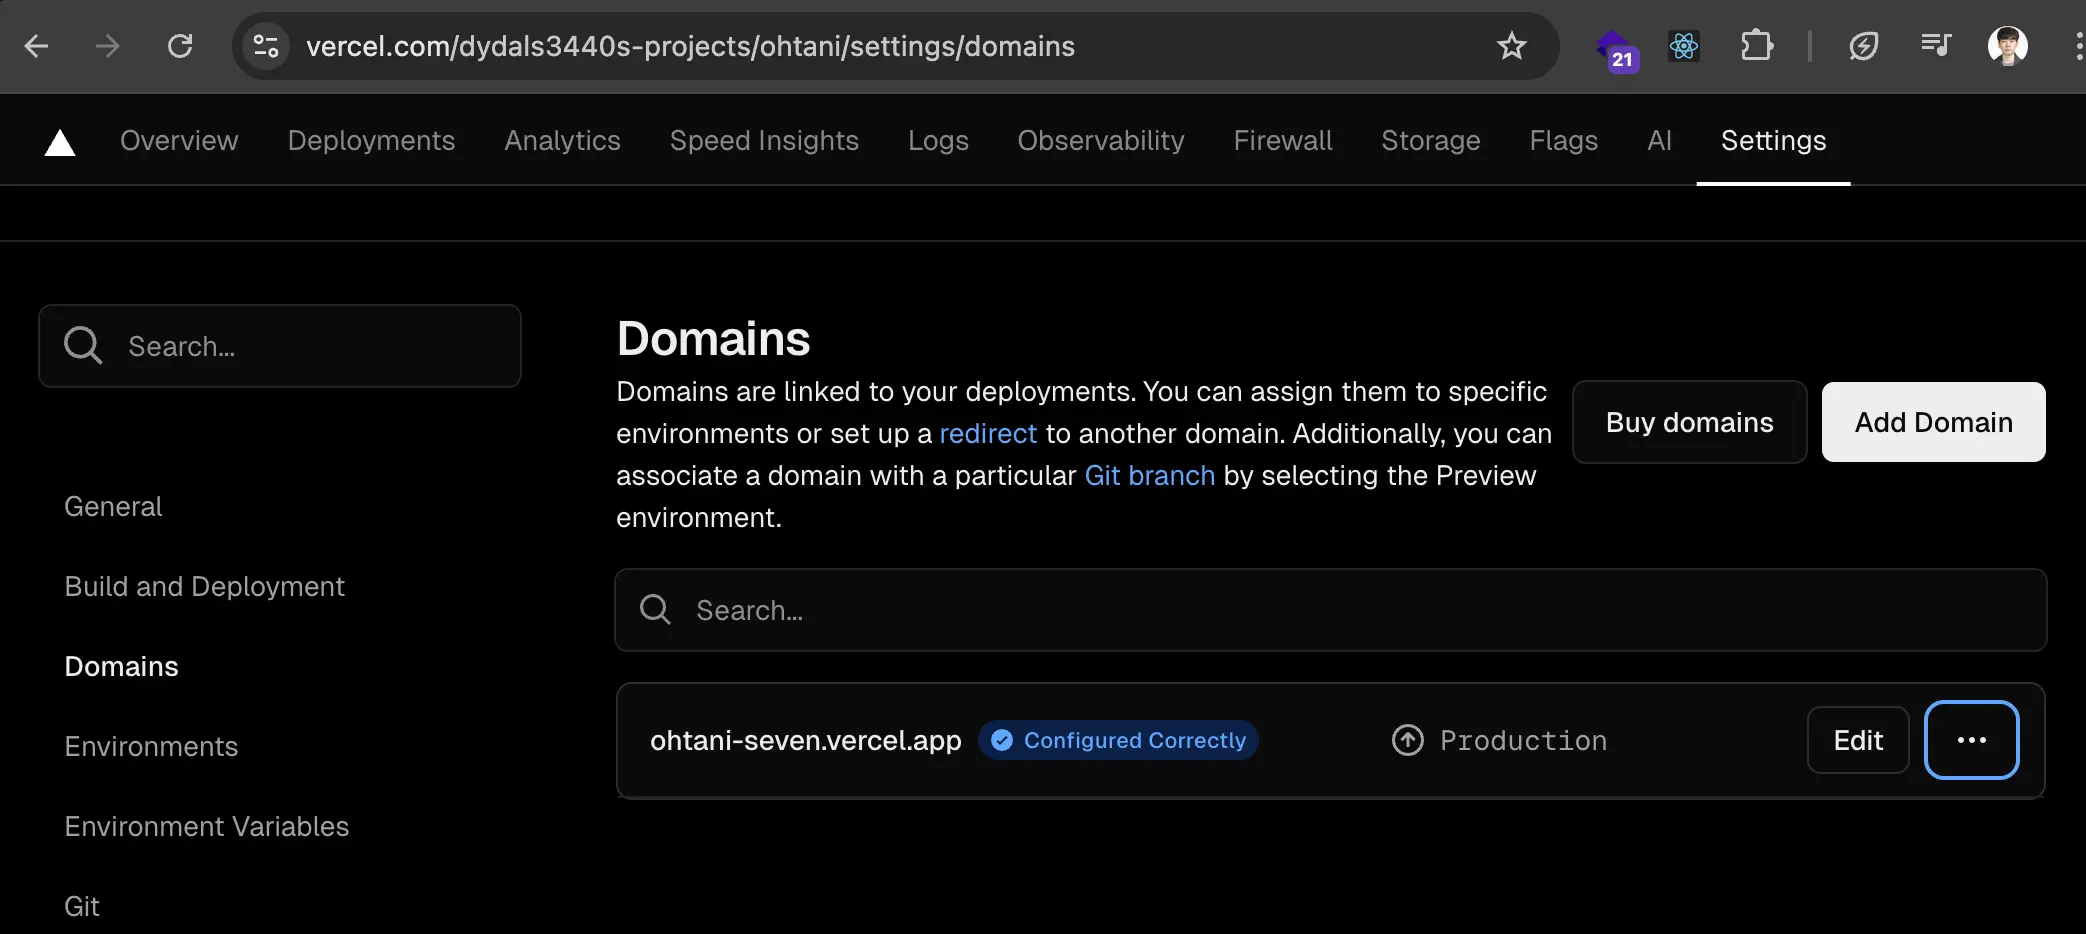 vercel.com/dydals3440s-projects/ohtani/settings/domains
21
Overview Deployments Analytics Speed Insights Logs Observability Firewall Storage Flags AI Settings
Search...
General
Build and Deployment
Domains
Environments
Environment Variables
Git
Domains
Domains are linked to your deployments. You can assign them to specific
environments or set up a redirect to another domain. Additionally, you can
associate a domain with a particular Git branch by selecting the Preview
environment.
Buy domains
Add Domain
Search...
ohtani-seven.vercel.app Configured Correctly Production Edit